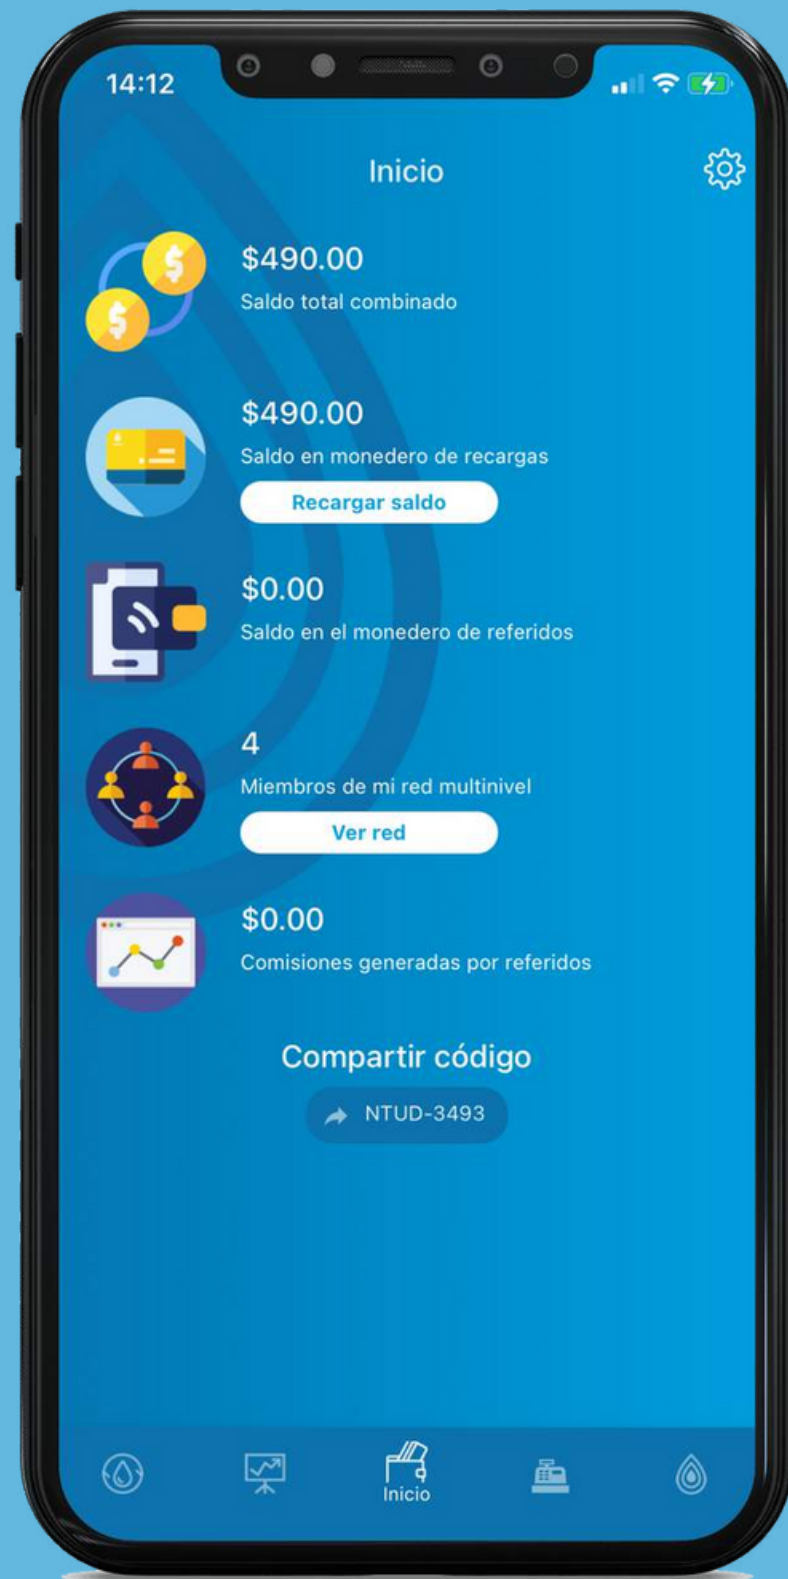 14:12
Inicio
$490.00
Saldo total combinado
$490.00
Saldo en monedero de recargas
Recargar saldo
$0.00
Saldo en el monedero de referidos
4
Miembros de mi red multinivel
Ver red
$0.00
Comisiones generadas por referidos
Compartir código
NTUD-3493
Inicio